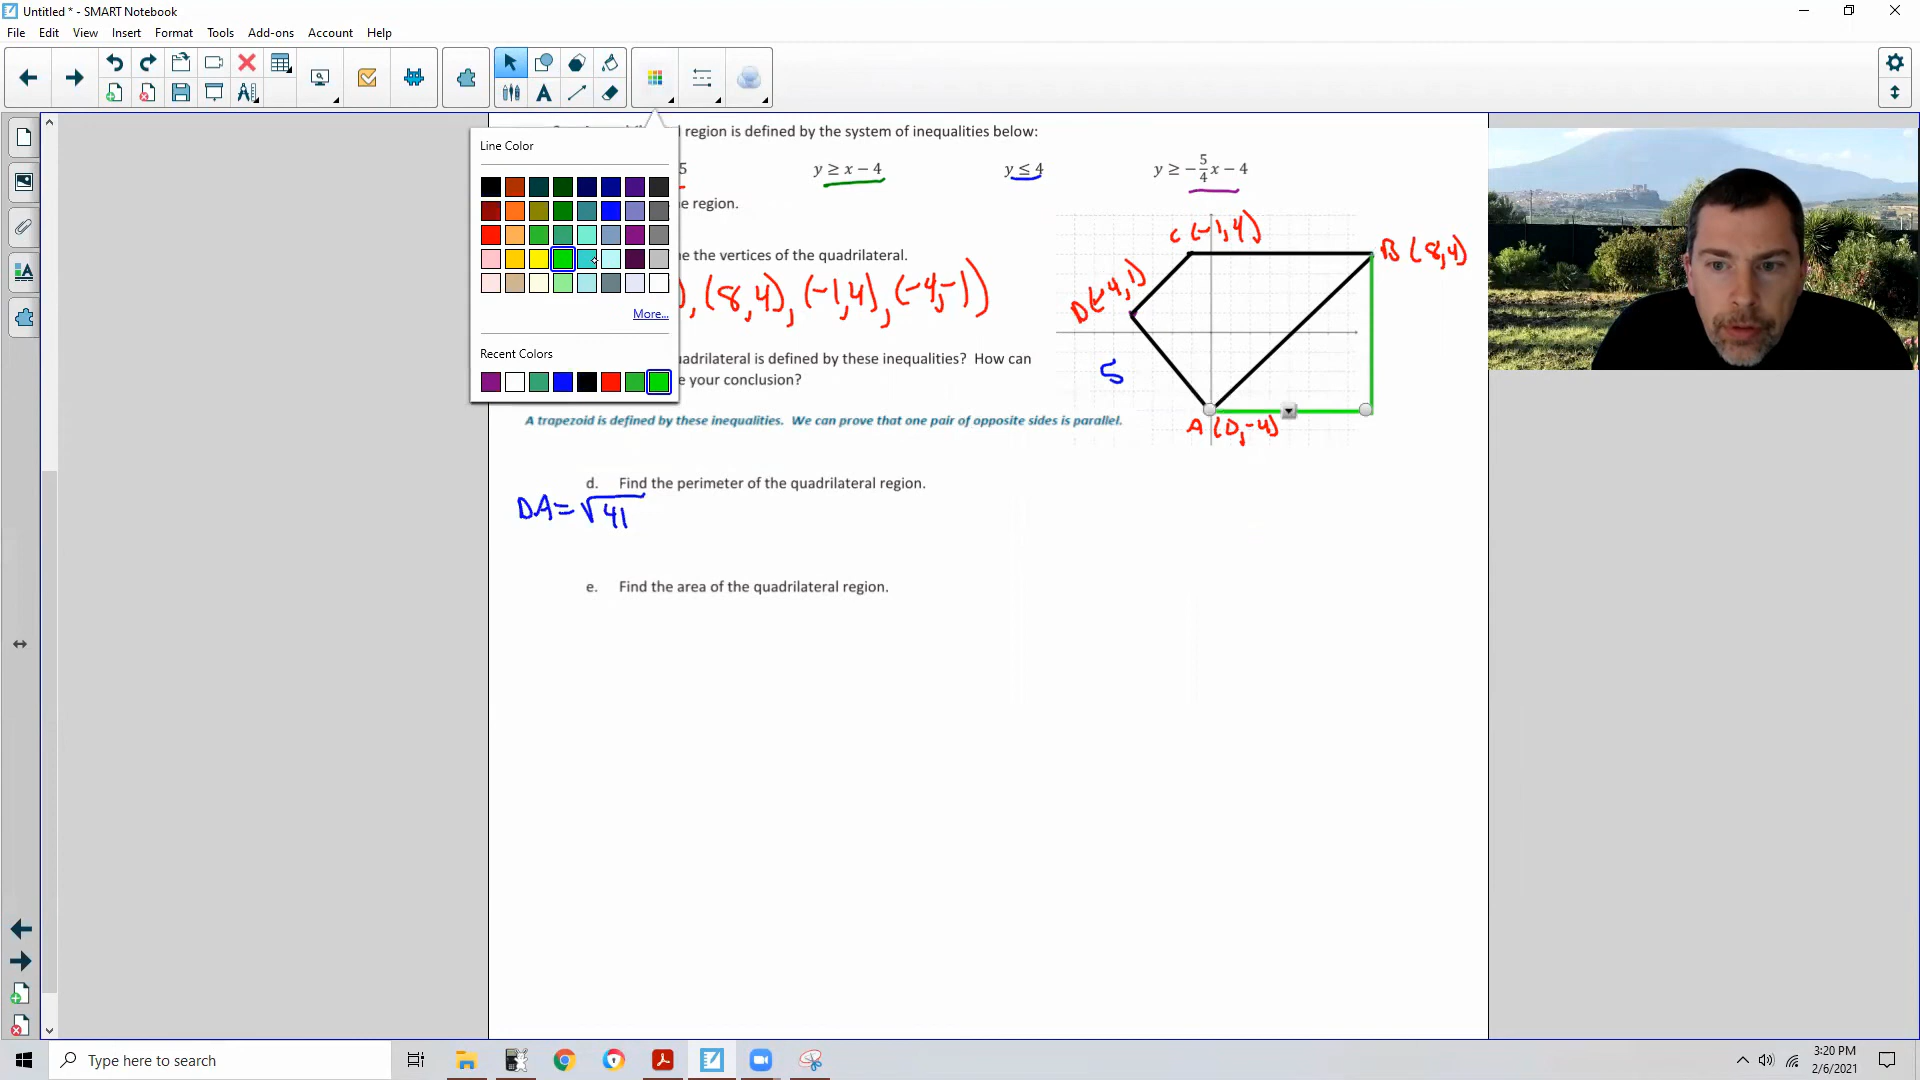 Untitled * - SMART Notebook
File Edit View Insert Format Tools Add-ons Account Help
Line Color
More...
Recent Colors
region is defined by the system of inequalities below:
5 y ≥ x − 4 y ≤ 4 y ≥ −5/4x − 4
e region.
e the vertices of the quadrilateral.
), (8,4), (-1,4), (-4,-1)
uadrilateral is defined by these inequalities? How can
e your conclusion?
A trapezoid is defined by these inequalities. We can prove that one pair of opposite sides is parallel.
C (-1,4)
B (8,4)
D (-4,1)
5
A (0,-4)
d. Find the perimeter of the quadrilateral region.
DA = √41
e. Find the area of the quadrilateral region.
Type here to search
3:20 PM
2/6/2021